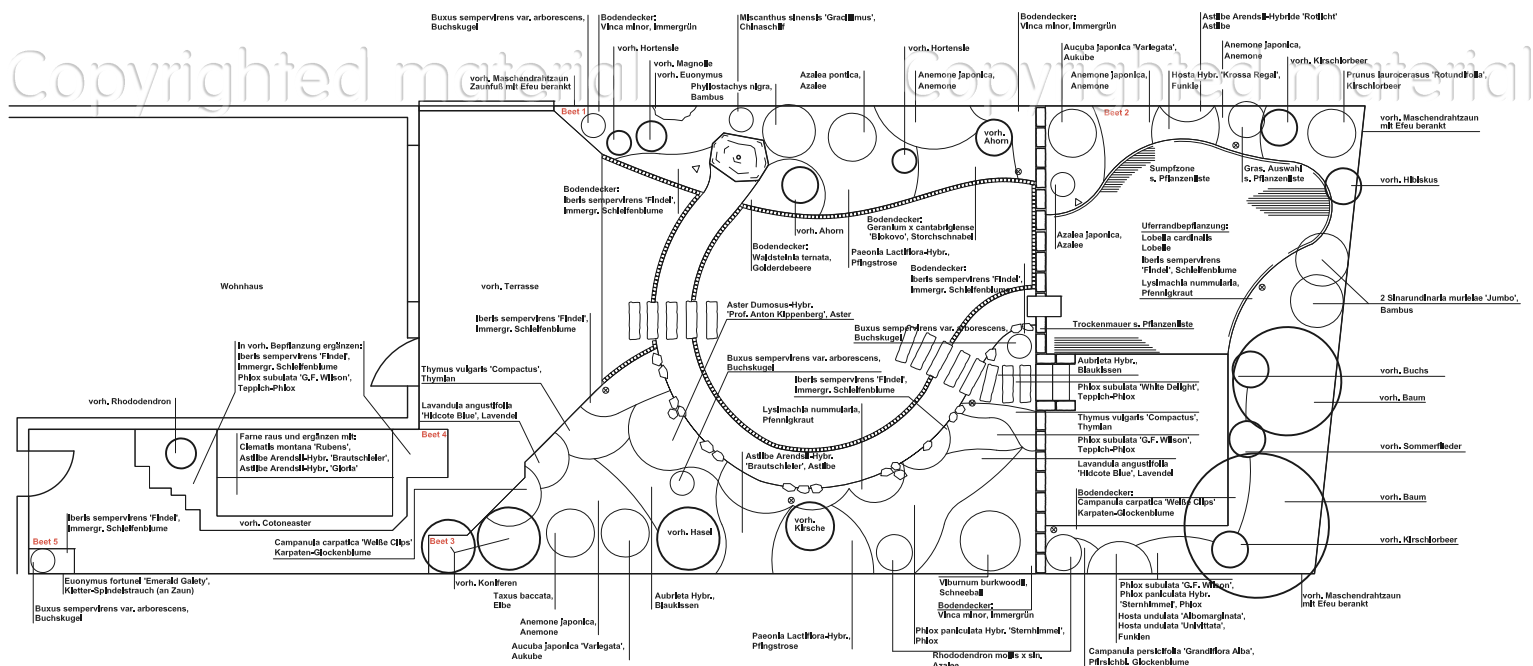 Copyrighted material
Copyrighted material
Buxus sempervirens var. arborescens,
Buchskugel
Bodendecker:
Vinca minor, Immergrün
Miscanthus sinensis 'Gracillimus',
Chinaschilf
Bodendecker:
Vinca minor, Immergrün
Astilbe Arendsii-Hybride 'Rotlicht'
Astilbe
vorh. Hortensie
vorh. Magnolie
vorh. Euonymus
vorh. Maschendrahtzaun
Zaunfuß mit Efeu berankt
Phyllostachys nigra,
Bambus
Azalea pontica,
Azalee
vorh. Hortensie
Anemone japonica,
Anemone
Aucuba japonica 'Variegata',
Aukube
Anemone japonica,
Anemone
Hosta Hybr. 'Krossa Regal',
Funkie
Anemone japonica,
Anemone
vorh. Kirschlorbeer
Prunus laurocerasus 'Rotundifolia',
Kirschlorbeer
Beet 1
Beet 2
vorh. Maschendrahtzaun
mit Efeu berankt
vorh.
Ahorn
Sumpfzone
s. Pflanzenliste
Gras, Auswahl
s. Pflanzenliste
vorh. Hibiskus
Bodendecker:
Iberis sempervirens 'Findel',
Immergr. Schleifenblume
vorh. Ahorn
Bodendecker:
Geranium x cantabrigiense
'Biokovo', Storchschnabel
Azalea japonica,
Azalee
Uferrandbepflanzung:
Lobelia cardinalis
Lobelie
Iberis sempervirens
'Findel', Schleifenblume
Lysimachia nummularia,
Pfennigkraut
Bodendecker:
Waldsteinia ternata,
Golderdebeere
Paeonia Lactiflora-Hybr.,
Pfingstrose
Bodendecker:
Iberis sempervirens 'Findel',
Immergr. Schleifenblume
Wohnhaus
vorh. Terrasse
2 Sinarundinaria murielae 'Jumbo',
Bambus
Iberis sempervirens 'Findel',
Immergr. Schleifenblume
Aster Dumosus-Hybr.
'Prof. Anton Kippenberg', Aster
Buxus sempervirens var. arborescens,
Buchskugel
Trockenmauer s. Pflanzenliste
In vorh. Bepflanzung ergänzen:
Iberis sempervirens 'Findel',
Immergr. Schleifenblume
Phlox subulata 'G.F. Wilson',
Teppich-Phlox
Thymus vulgaris 'Compactus',
Thymian
Buxus sempervirens var. arborescens,
Buchskugel
Iberis sempervirens 'Findel',
Immergr. Schleifenblume
Aubrieta Hybr.,
Blaukissen
Phlox subulata 'White Delight',
Teppich-Phlox
vorh. Buchs
vorh. Baum
vorh. Rhododendron
Lavandula angustifolia
'Hidcote Blue', Lavendel
Lysimachia nummularia,
Pfennigkraut
Thymus vulgaris 'Compactus',
Thymian
Phlox subulata 'G.F. Wilson',
Teppich-Phlox
Lavandula angustifolia
'Hidcote Blue', Lavendel
vorh. Sommerflieder
Farne raus und ergänzen mit:
Clematis montana 'Rubens',
Astilbe Arendsii-Hybr. 'Brautschleier',
Astilbe Arendsii-Hybr. 'Gloria'
Beet 4
Astilbe Arendsii-Hybr.
'Brautschleier', Astilbe
Bodendecker:
Campanula carpatica 'Weiße Clips'
Karpaten-Glockenblume
vorh. Baum
Iberis sempervirens 'Findel',
Immergr. Schleifenblume
vorh. Cotoneaster
Beet 5
Campanula carpatica 'Weiße Clips'
Karpaten-Glockenblume
Beet 3
vorh. Hasel
vorh.
Kirsche
vorh. Kirschlorbeer
Euonymus fortunei 'Emerald Gaiety',
Kletter-Spindelstrauch (an Zaun)
Buxus sempervirens var. arborescens,
Buchskugel
vorh. Koniferen
Taxus baccata,
Eibe
Aubrieta Hybr.,
Blaukissen
Viburnum burkwoodii,
Schneeball
Bodendecker:
Vinca minor, Immergrün
Phlox subulata 'G.F. Wilson',
Phlox paniculata Hybr.
'Sternhimmel', Phlox
Hosta undulata 'Albomarginata',
Hosta undulata 'Univittata',
Funkien
vorh. Maschendrahtzaun
mit Efeu berankt
Anemone japonica,
Anemone
Aucuba japonica 'Variegata',
Aukube
Paeonia Lactiflora-Hybr.,
Pfingstrose
Phlox paniculata Hybr. 'Sternhimmel',
Phlox
Rhododendron mollis x sin.
Azalee
Campanula persicifolia 'Grandiflora Alba',
Pfirsichbl. Glockenblume